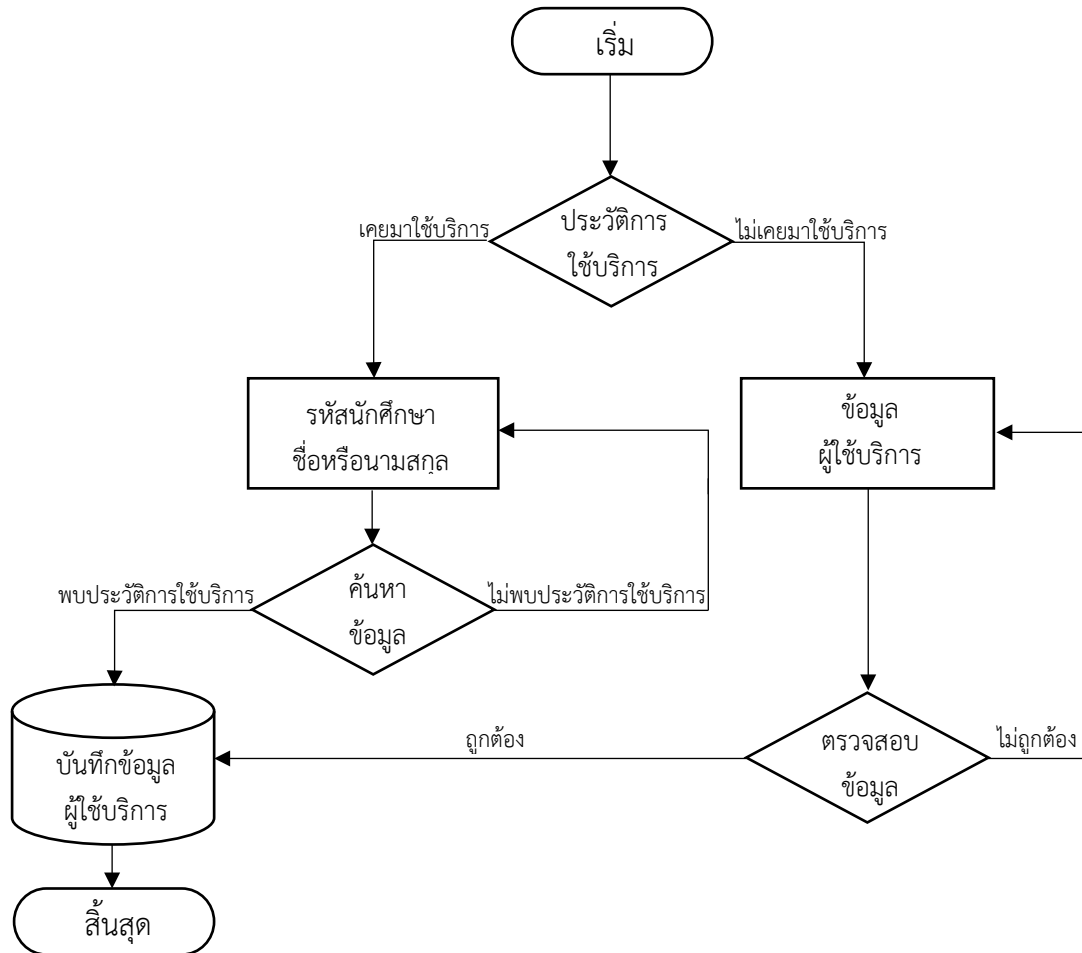 เริ่ม
ประวัติการ
ใช้บริการ
เคยมาใช้บริการ
ไม่เคยมาใช้บริการ
รหัสนักศึกษา
ชื่อหรือนามสกุล
ข้อมูล
ผู้ใช้บริการ
ค้นหา
ข้อมูล
พบประวัติการใช้บริการ
ไม่พบประวัติการใช้บริการ
ตรวจสอบ
ข้อมูล
ถูกต้อง
ไม่ถูกต้อง
บันทึกข้อมูล
ผู้ใช้บริการ
สิ้นสุด